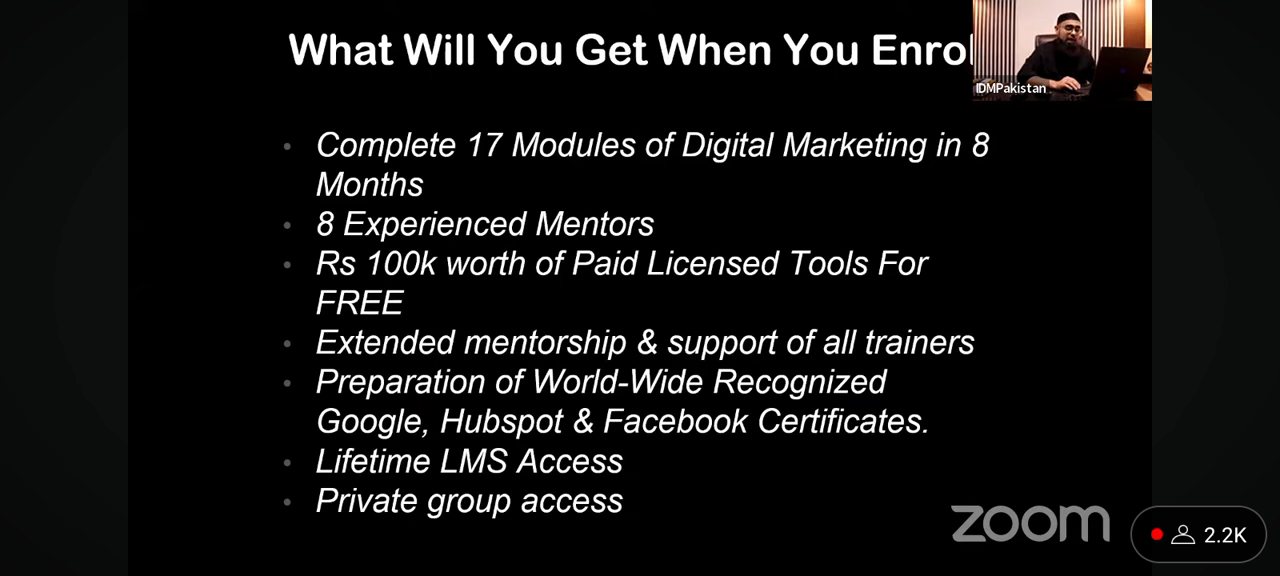 What Will You Get When You Enrol
IDMPakistan
• Complete 17 Modules of Digital Marketing in 8
Months
• 8 Experienced Mentors
• Rs 100k worth of Paid Licensed Tools For
FREE
• Extended mentorship & support of all trainers
• Preparation of World-Wide Recognized
Google, Hubspot & Facebook Certificates.
• Lifetime LMS Access
• Private group access
zoom
2.2K